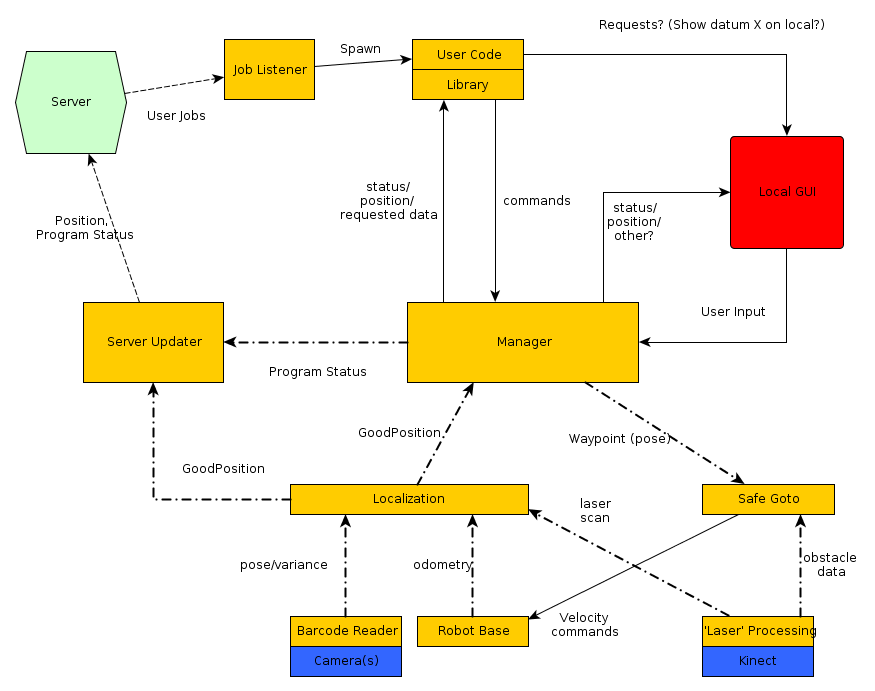 Requests? (Show datum X on local?)
Spawn
User Code
Job Listener
Library
Server
User Jobs
Local GUI
status/
position/
requested data
commands
status/
position/
other?
Position,
Program Status
User Input
Server Updater
Manager
Program Status
GoodPosition
Waypoint (pose)
GoodPosition
Localization
Safe Goto
laser
scan
pose/variance
odometry
obstacle
data
Velocity
commands
Barcode Reader
Robot Base
'Laser' Processing
Camera(s)
Kinect